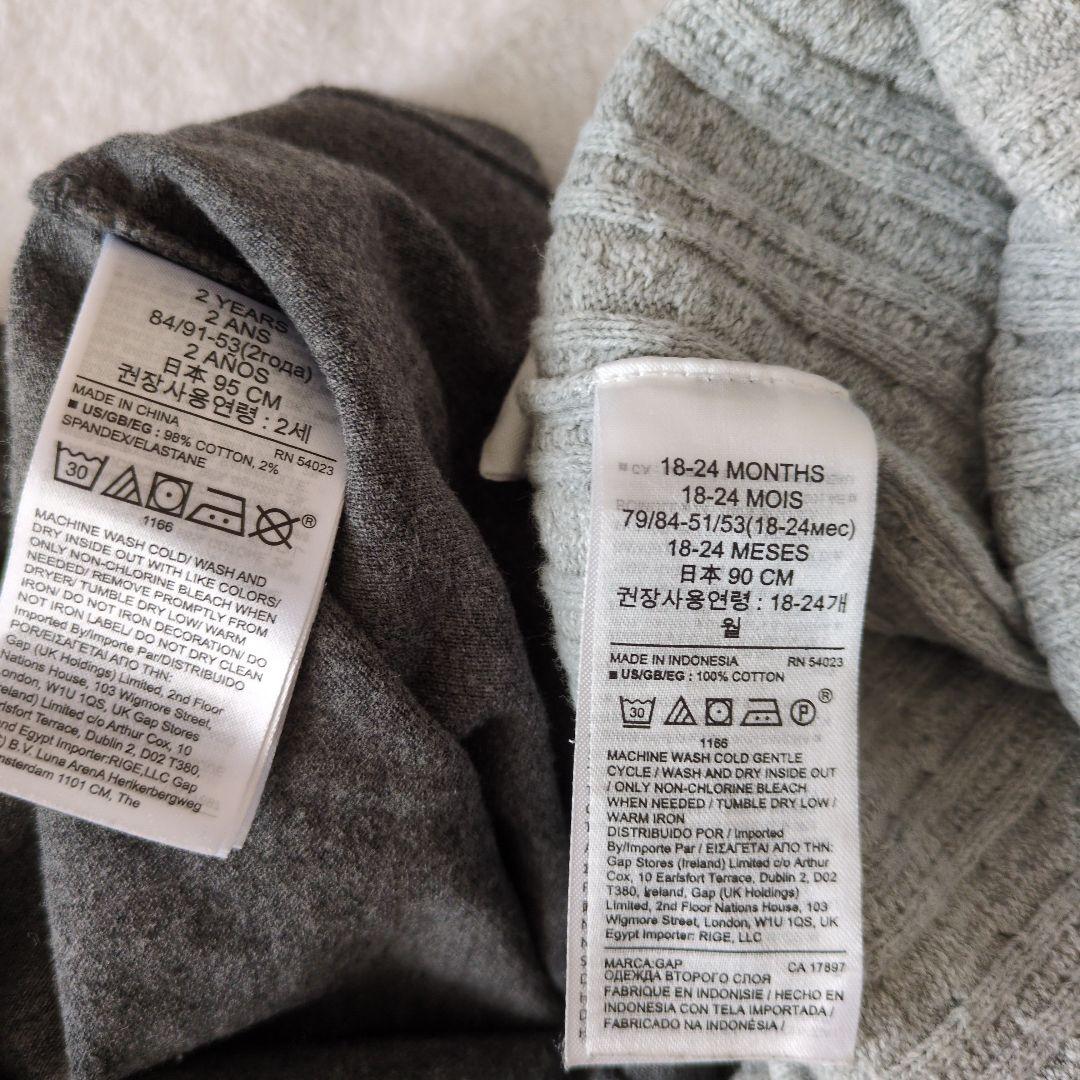 2 YEARS
2 ANS
84/91-53(2года)
2 AÑOS
日本 95 CM
권장사용연령 : 2세
MADE IN CHINA
RN 54023
■ US/GB/EG : 98% COTTON, 2%
SPANDEX/ELASTANE
30
®
1166
MACHINE WASH COLD/ WASH AND
DRY INSIDE OUT WITH LIKE COLORS/
ONLY NON-CHLORINE BLEACH WHEN
NEEDED/ REMOVE PROMPTLY FROM
DRYER/ TUMBLE DRY LOW/ WARM
IRON/ DO NOT IRON DECORATION/ DO
NOT IRON LABEL/ DO NOT DRY CLEAN
Imported By/Importe Par/DISTRIBUIDO
POR/ΕΙΣΑΓΕΤΑΙ ΑΠΟ ΤΗΝ:
Gap (UK Holdings) Limited, 2nd Floor
Nations House, 103 Wigmore Street,
London, W1U 1QS, UK Gap Stores
Limited c/o Arthur Cox, 10
Earlsfort Terrace, Dublin 2, D02 T380,
Egypt Importer:RIGE,LLC Gap
B.V. Luna ArenA Herikerbergweg
1101 CM, The
18-24 MONTHS
18-24 MOIS
79/84-51/53(18-24мес)
18-24 MESES
日本 90 CM
권장사용연령 : 18-24개
월
MADE IN INDONESIA
RN 54023
■ US/GB/EG : 100% COTTON
30
P
®
1166
MACHINE WASH COLD GENTLE
CYCLE / WASH AND DRY INSIDE OUT
/ ONLY NON-CHLORINE BLEACH
WHEN NEEDED / TUMBLE DRY LOW /
WARM IRON
DISTRIBUIDO POR / Imported
By/Importe Par / ΕΙΣΑΓΕΤΑΙ ΑΠΟ ΤΗΝ:
Gap Stores (Ireland) Limited c/o Arthur
Cox, 10 Earlsfort Terrace, Dublin 2, D02
T380, Ireland, Gap (UK Holdings)
Limited, 2nd Floor Nations House, 103
Wigmore Street, London, W1U 1QS, UK
Egypt Importer: RIGE, LLC
MARCA:GAP
CA 17897
ОДЕЖДА ВТОРОГО СЛОЯ
FABRIQUE EN INDONISIE / HECHO EN
INDONESIA CON TELA IMPORTADA /
FABRICADO NA INDONÉSIA /